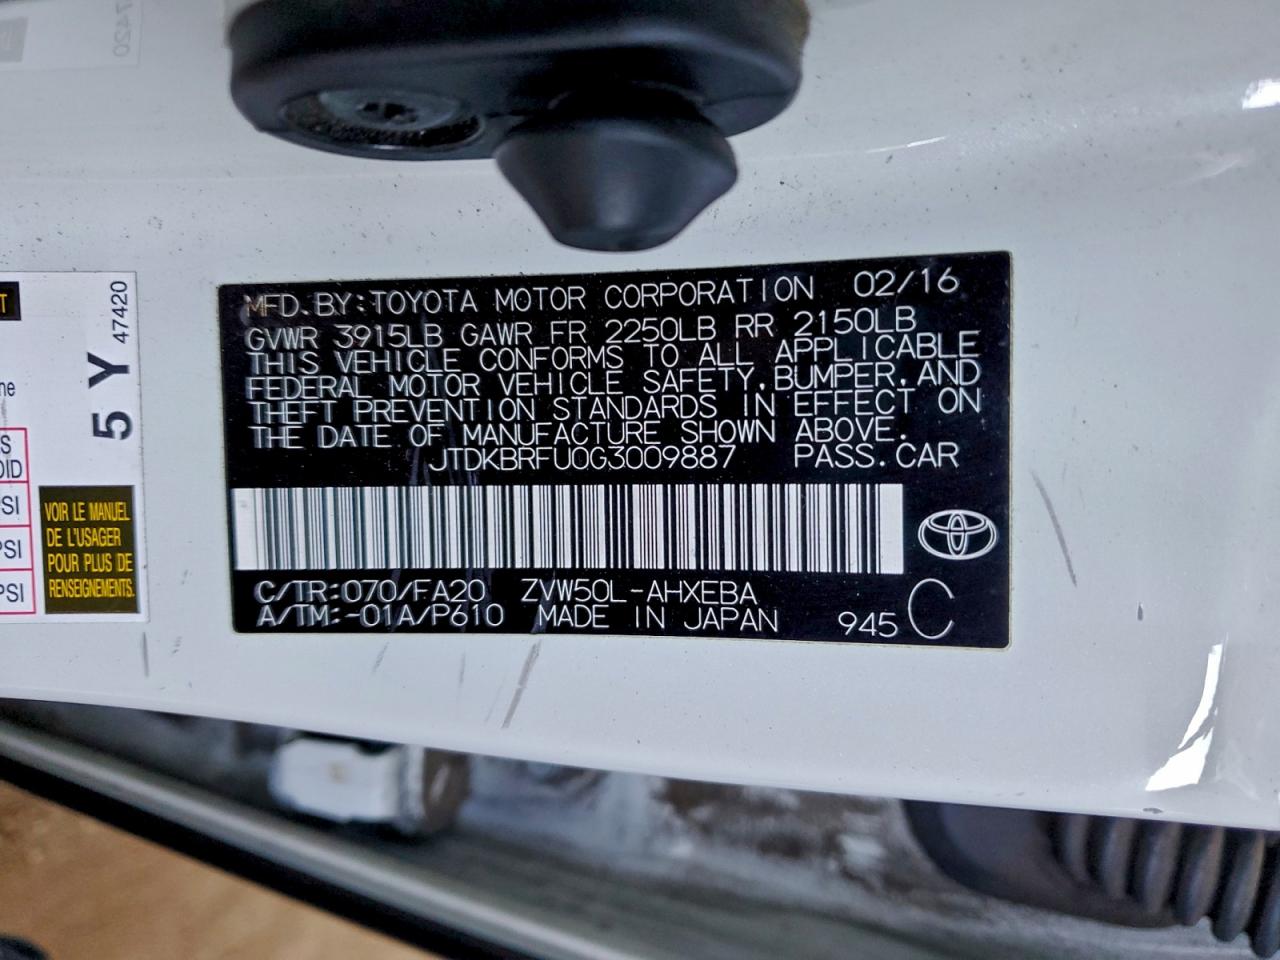 MFD. BY: TOYOTA MOTOR CORPORATION 02/16
GVWR 3915LB GAWR FR 2250LB RR 2150LB
THIS VEHICLE CONFORMS TO ALL APPLICABLE
FEDERAL MOTOR VEHICLE SAFETY, BUMPER, AND
THEFT PREVENTION STANDARDS IN EFFECT ON
THE DATE OF MANUFACTURE SHOWN ABOVE.
JTDKBRFU0G3009887 PASS. CAR
C/TR: 070/FA20 ZVW50L-AHXEBA
A/TM: -01A/P610 MADE IN JAPAN
945 C
5 Y
47420
VOIR LE MANUEL
DE L'USAGER
POUR PLUS DE
RENSEIGNEMENTS.
PSI
PSI
PSI
7420